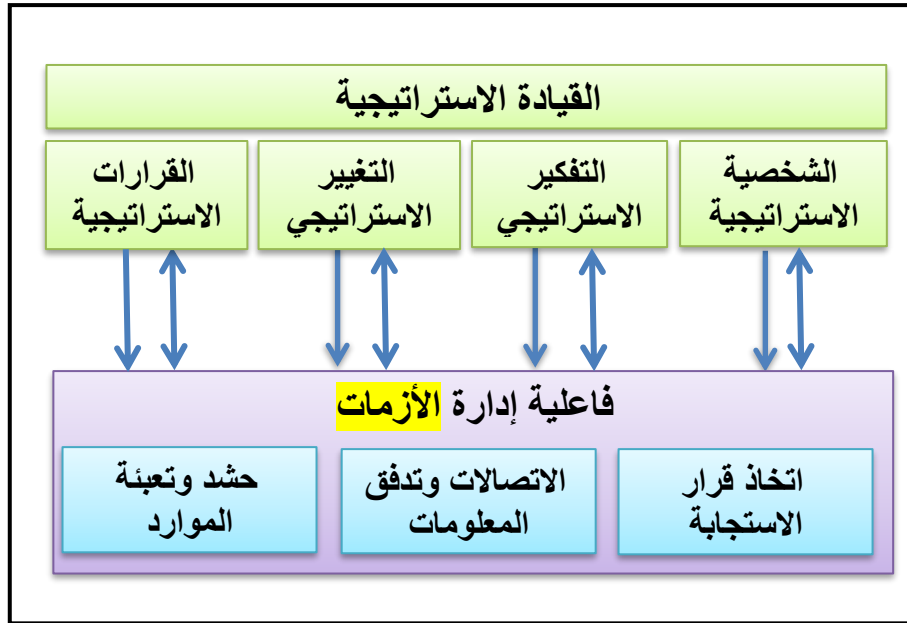 القيادة الاستراتيجية
الشخصية
الاستراتيجية
التفكير
الاستراتيجي
التغيير
الاستراتيجي
القرارات
الاستراتيجية
فاعلية إدارة الأزمات
اتخاذ قرار
الاستجابة
الاتصالات وتدفق
المعلومات
حشد وتعبئة
الموارد